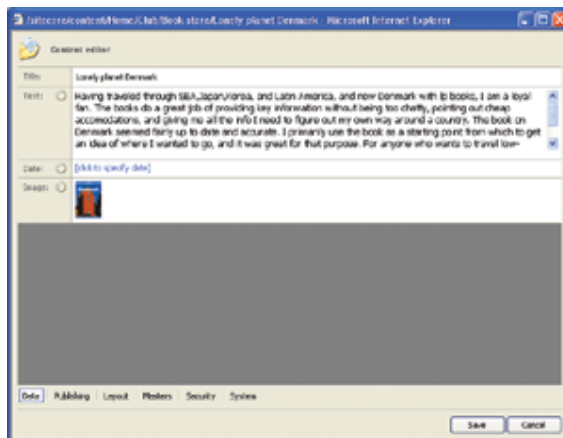 /sitecore/content/Home/Club/Book store/Lonely planet Denmark - Microsoft Internet Explorer
Content editor
Title: Lonely planet Denmark
Text: Having traveled through SEA, Japan/Korea, and Latin America, and now Denmark with lp books, I am a loyal
fan. The books do a great job of providing key information without being too chatty, pointing out cheap
accomodations, and giving me all the info I need to figure out my own way around a country. The book on
Denmark seemed fairly up to date and accurate. I primarily use the book as a starting point from which to get
an idea of where I wanted to go, and it was great for that purpose. For anyone who wants to travel low-
Date: [click to specify date]
Image:
Data Publishing Layout Masters Security System
Save Cancel